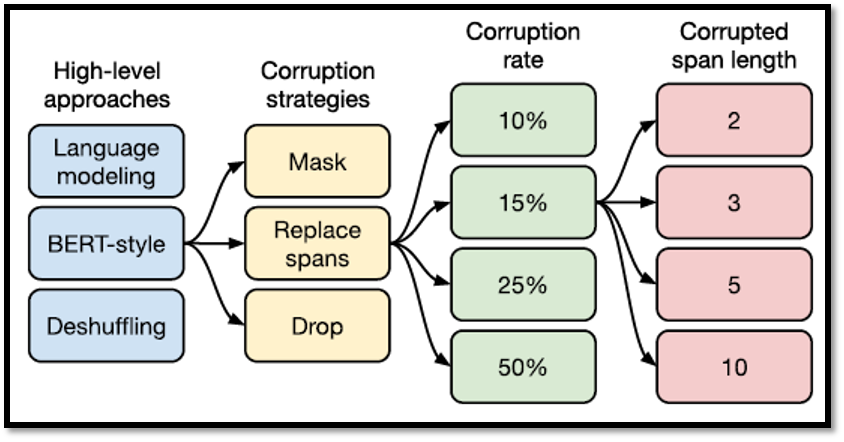 High-level
approaches
Language
modeling
BERT-style
Deshuffling
Corruption
strategies
Mask
Replace
spans
Drop
Corruption
rate
10%
15%
25%
50%
Corrupted
span length
2
3
5
10